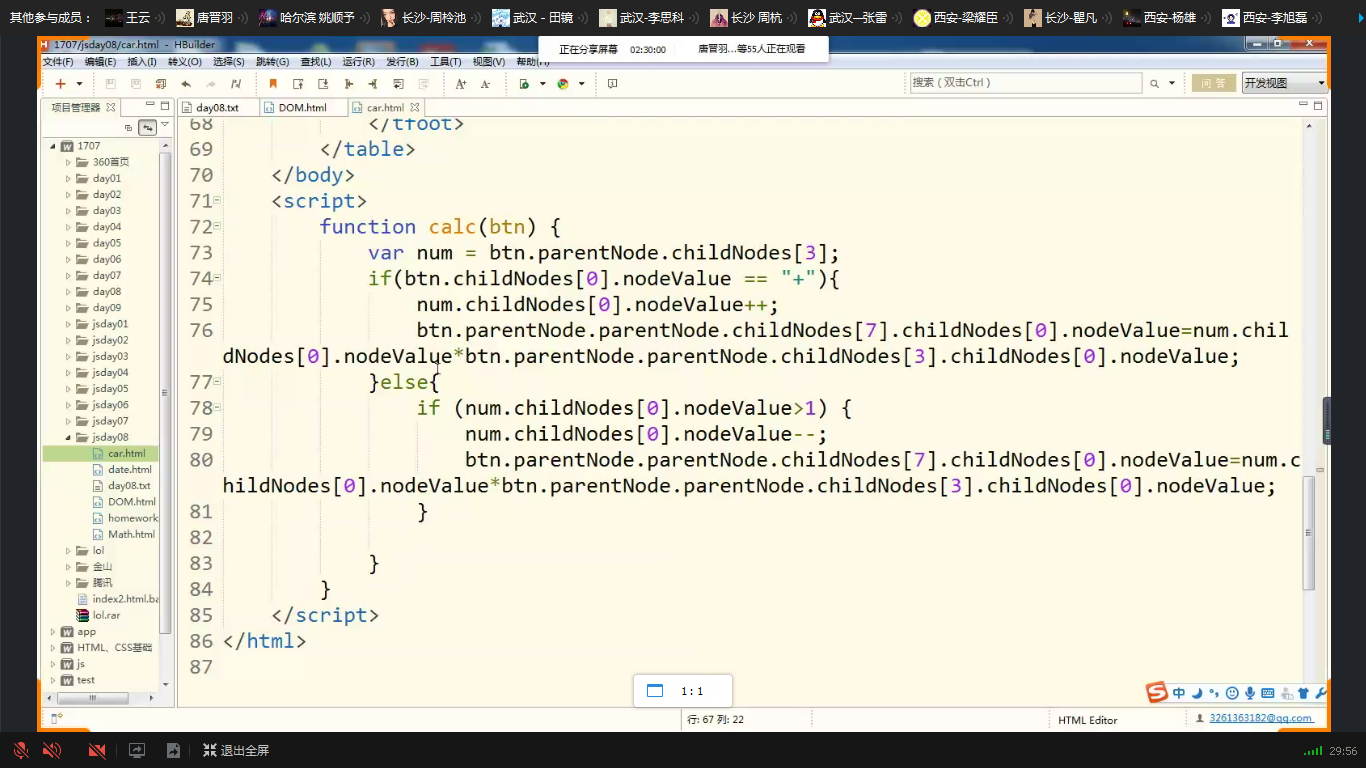 其他参与成员： 王云 唐晋羽 哈尔滨 姚顺予 长沙-周柃池 武汉 - 田镜 武汉-李思科 长沙 周杭 武汉—张雷 西安-梁耀臣 长沙-瞿凡 西安-杨雄 西安-李旭磊
1707/jsday08/car.html - HBuilder
正在分享屏幕 02:30:00 唐晋羽...等55人正在观看
文件(F) 编辑(E) 插入(I) 转义(O) 选择(S) 跳转(G) 查找(L) 运行(R) 发行(B) 工具(T) 视图(V) 帮助(H)
搜索（双击Ctrl） 问 答 开发视图
项目管理器 day08.txt DOM.html car.html
1707
360首页
day01
day02
day03
day04
day05
day06
day07
day08
day09
jsday01
jsday02
jsday03
jsday04
jsday05
jsday06
jsday07
jsday08
car.html
date.html
day08.txt
DOM.html
homework
Math.html
lol
金山
腾讯
index2.html.ba
lol.rar
app
HTML、CSS基础
js
test
68 </tfoot>
69 </table>
70 </body>
71 <script>
72 function calc(btn) {
73 var num = btn.parentNode.childNodes[3];
74 if(btn.childNodes[0].nodeValue == "+"){
75 num.childNodes[0].nodeValue++;
76 btn.parentNode.parentNode.childNodes[7].childNodes[0].nodeValue=num.chil
dNodes[0].nodeValue*btn.parentNode.parentNode.childNodes[3].childNodes[0].nodeValue;
77 }else{
78 if (num.childNodes[0].nodeValue>1) {
79 num.childNodes[0].nodeValue--;
80 btn.parentNode.parentNode.childNodes[7].childNodes[0].nodeValue=num.c
hildNodes[0].nodeValue*btn.parentNode.parentNode.childNodes[3].childNodes[0].nodeValue;
81 }
82
83 }
84 }
85 </script>
86 </html>
87
1:1
中
行: 67 列: 22 HTML Editor 3261363182@qq.com
退出全屏 29:56